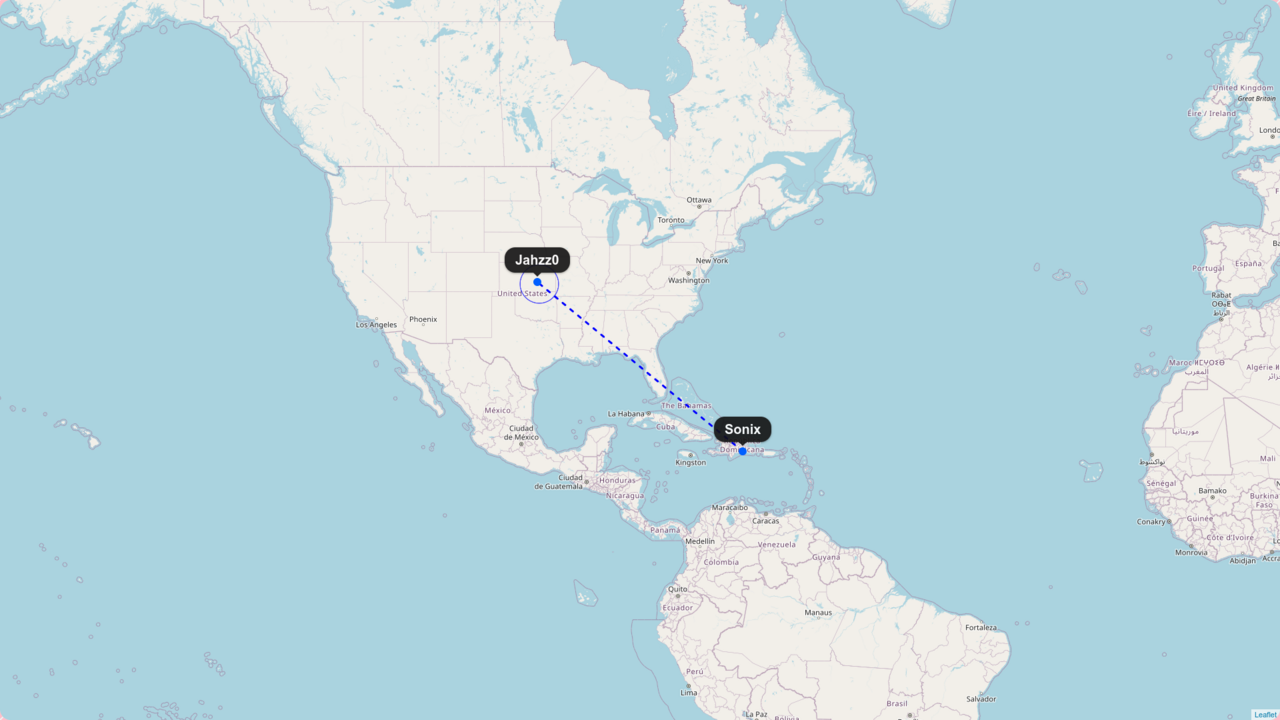 United Kingdom
Great Britain
Éire / Ireland
Londo
Ottawa
Toronto
New York
Washington
Jahzz0
United States
Los Angeles
Phoenix
Portugal
España
Rabat
الرباط
Maroc ⵍⵎⵖⵔⵉⴱ
المغرب
Algérie
México
La Habana
The Bahamas
Cuba
Sonix
Ciudad
de México
Kingston
Ciudad
de Guatemala
Honduras
Nicaragua
موريتانيا
نواكشوط
Mali
Sénégal
Bamako
Burkina
Faso
Conakry
Guinée
Côte d'Ivoire
Monrovia
Abidjan
Accra
Maracaibo
Caracas
Panamá
Medellín
Venezuela
Colombia
Guyana
Quito
Ecuador
Manaus
Fortaleza
Perú
Lima
Salvador
Brasil
La Paz
Bolivia
Leaflet